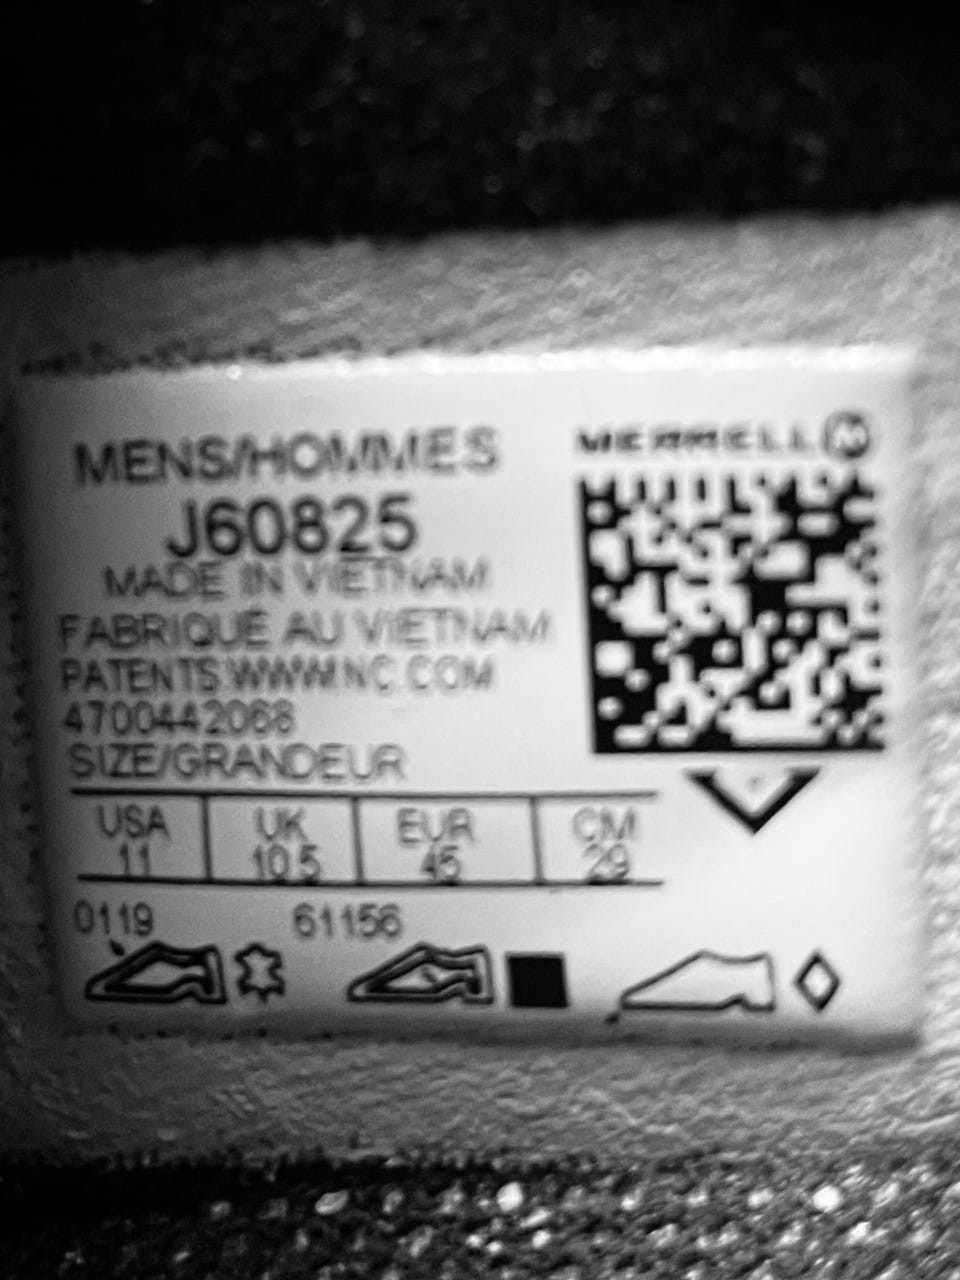 MENS/HOMMES
J60825
MADE IN VIETNAM
FABRIQUÉ AU VIETNAM
PATENTS:WWW.NC.COM
4700442068
SIZE/GRANDEUR
USA UK EUR CM
11 10.5 45 29
0119 61156
MERRELL M